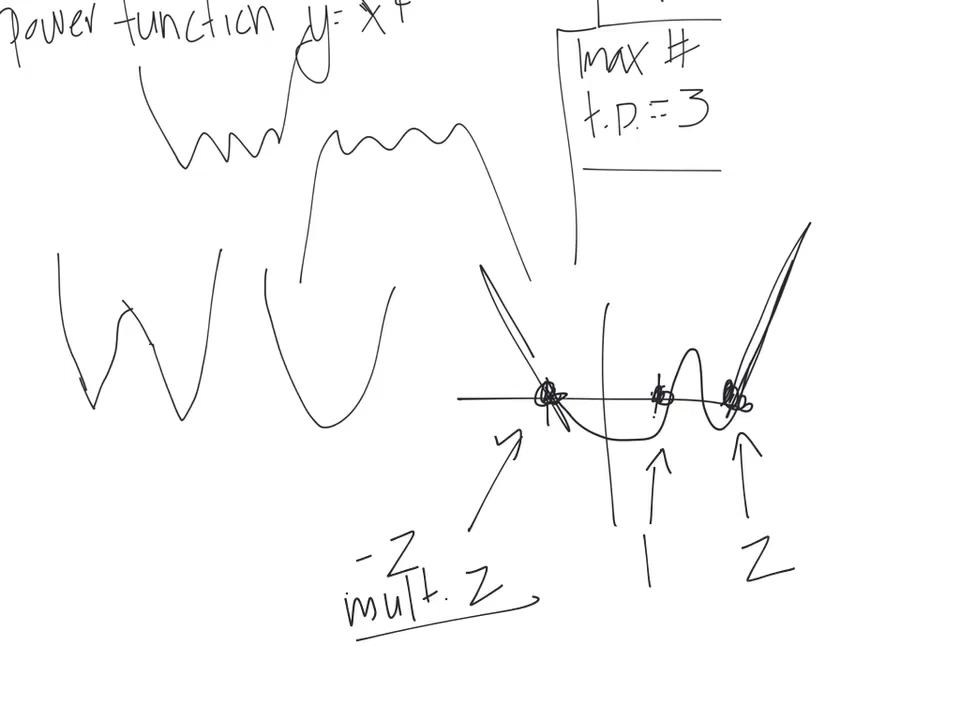 power function y = x⁴
max #
t.p. = 3
-2
mult. 2
1
2